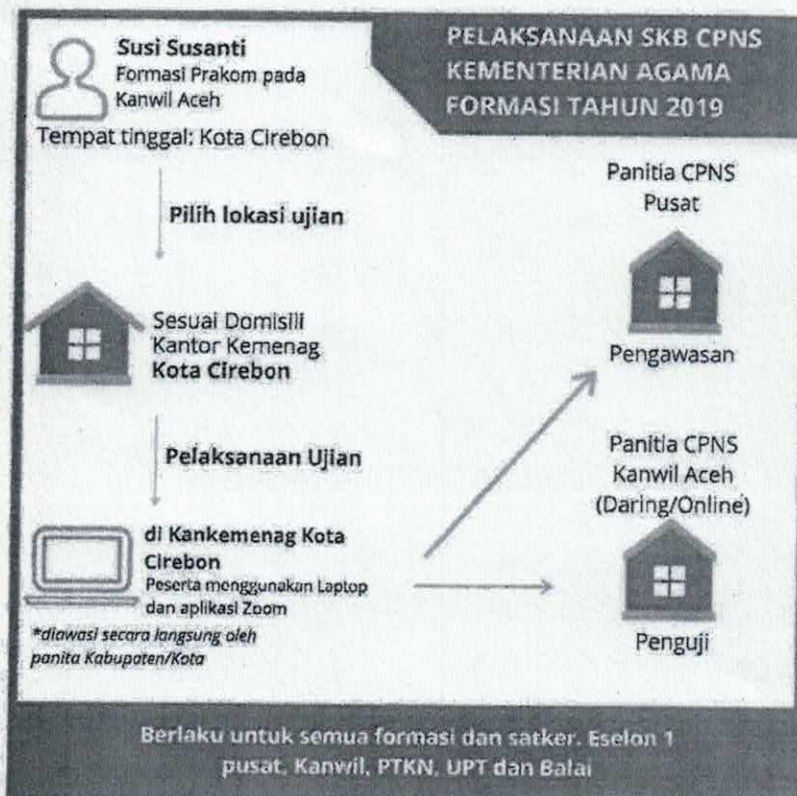 PELAKSANAAN SKB CPNS
KEMENTERIAN AGAMA
FORMASI TAHUN 2019
Susi Susanti
Formasi Prakom pada
Kanwil Aceh
Tempat tinggal: Kota Cirebon
Pilih lokasi ujian
Sesuai Domisili
Kantor Kemenag
Kota Cirebon
Pelaksanaan Ujian
di Kankemenag Kota
Cirebon
Peserta menggunakan Laptop
dan aplikasi Zoom
*diawasi secara langsung oleh
panita Kabupaten/Kota
Panitia CPNS
Pusat
Pengawasan
Panitia CPNS
Kanwil Aceh
(Daring/Online)
Penguji
Berlaku untuk semua formasi dan satker. Eselon 1
pusat, Kanwil, PTKN, UPT dan Balai